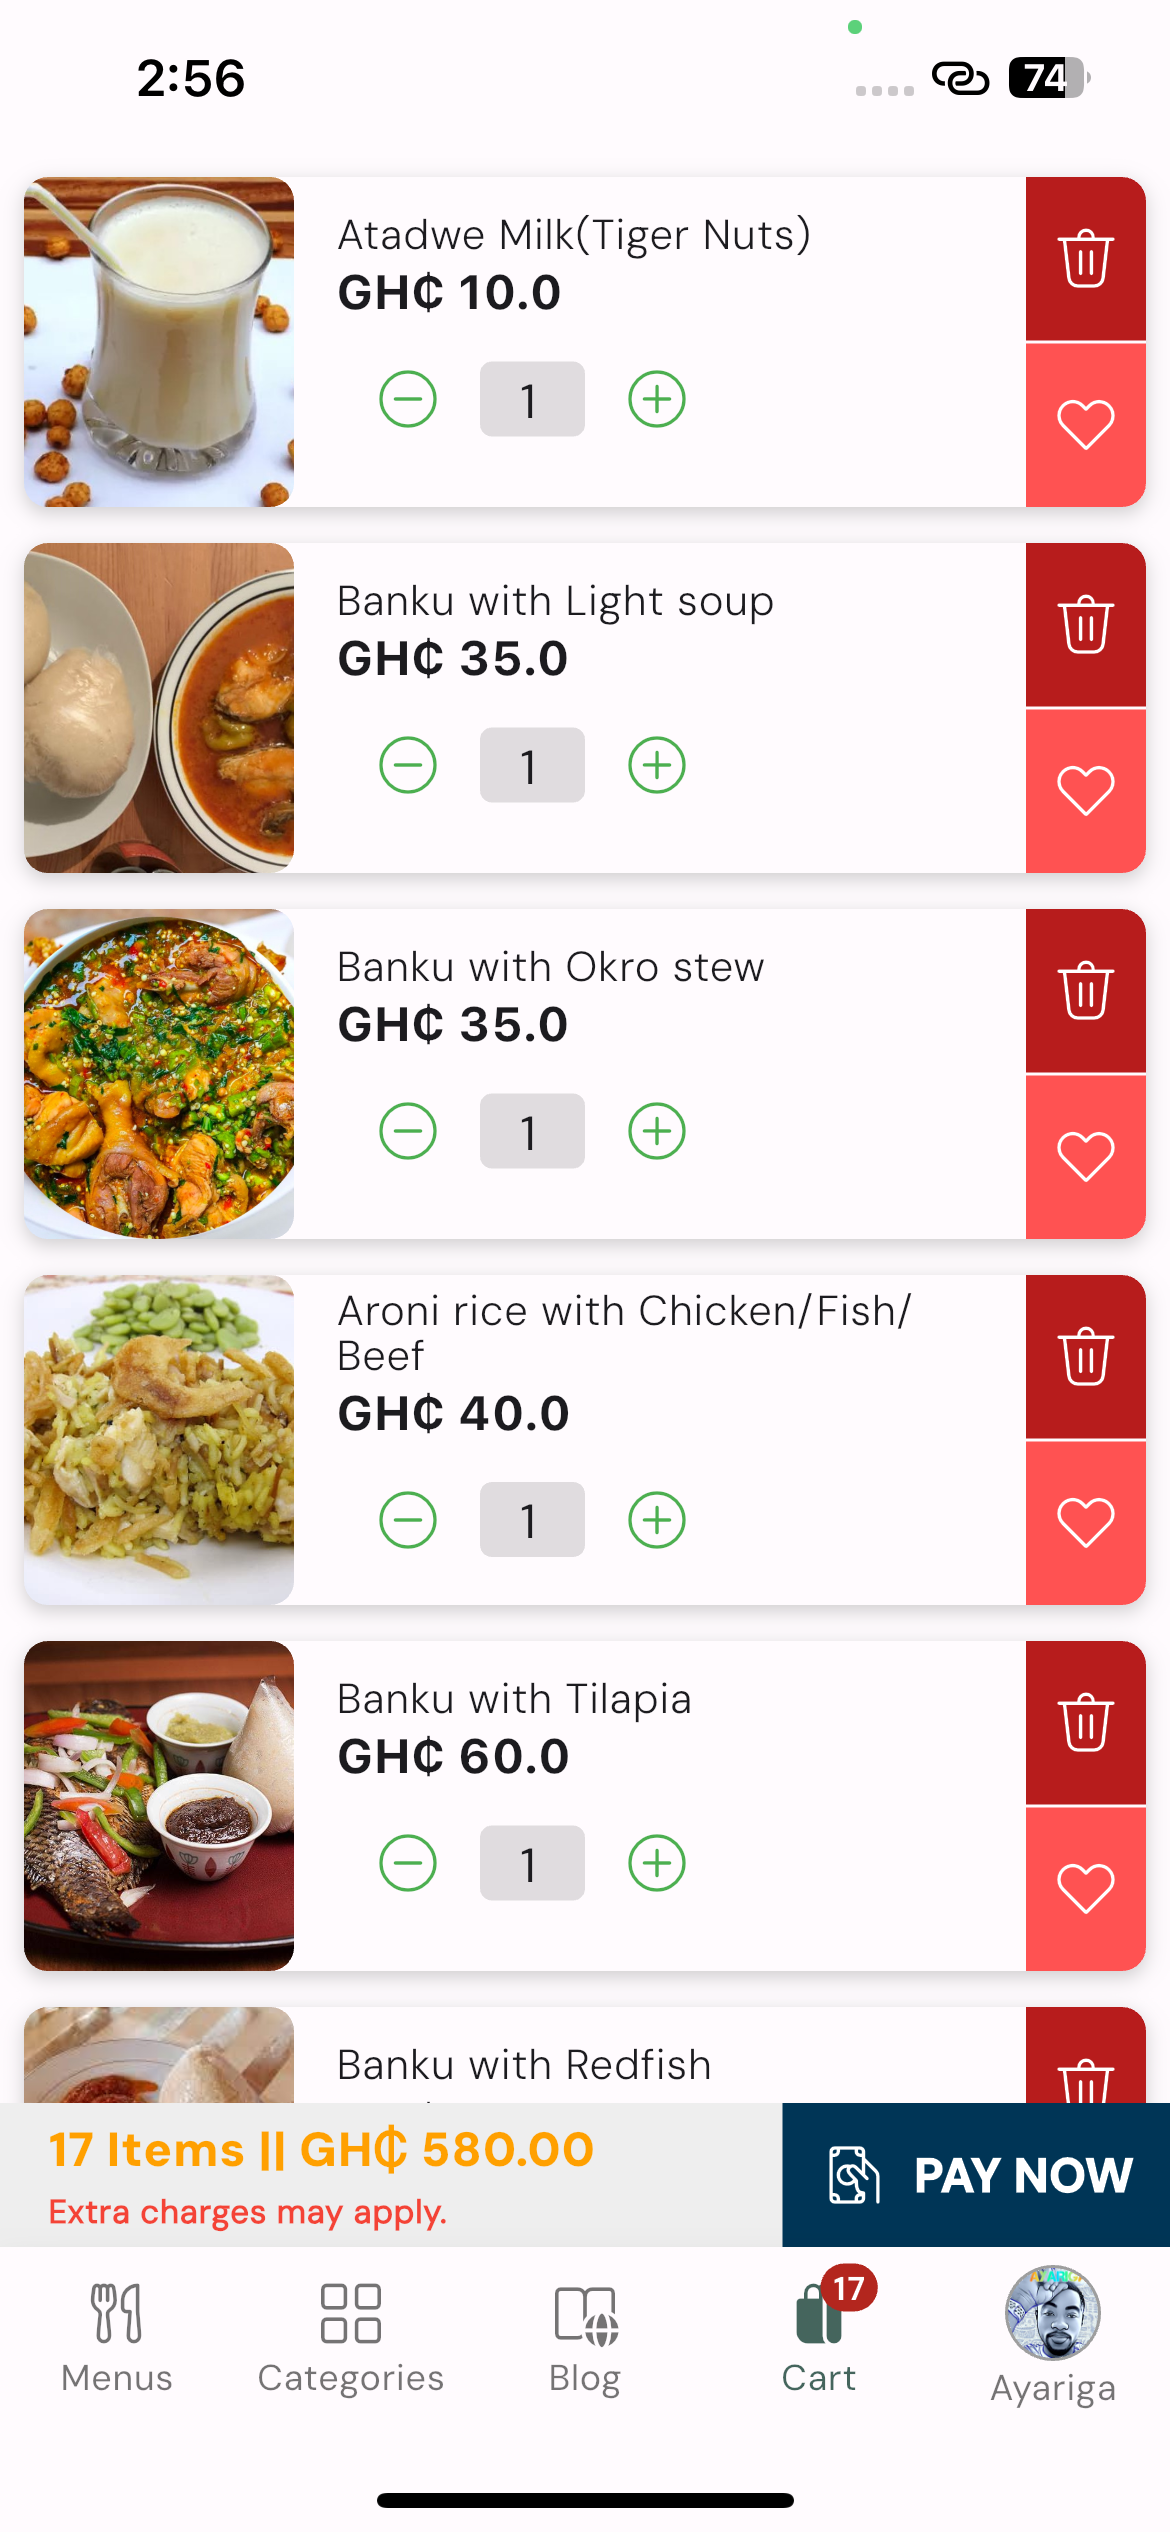 2:56
74
Atadwe Milk(Tiger Nuts)
GH₵ 10.0
1
Banku with Light soup
GH₵ 35.0
1
Banku with Okro stew
GH₵ 35.0
1
Aroni rice with Chicken/Fish/
Beef
GH₵ 40.0
1
Banku with Tilapia
GH₵ 60.0
1
Banku with Redfish
17 Items || GH₵ 580.00
Extra charges may apply.
PAY NOW
17
Menus
Categories
Blog
Cart
Ayariga